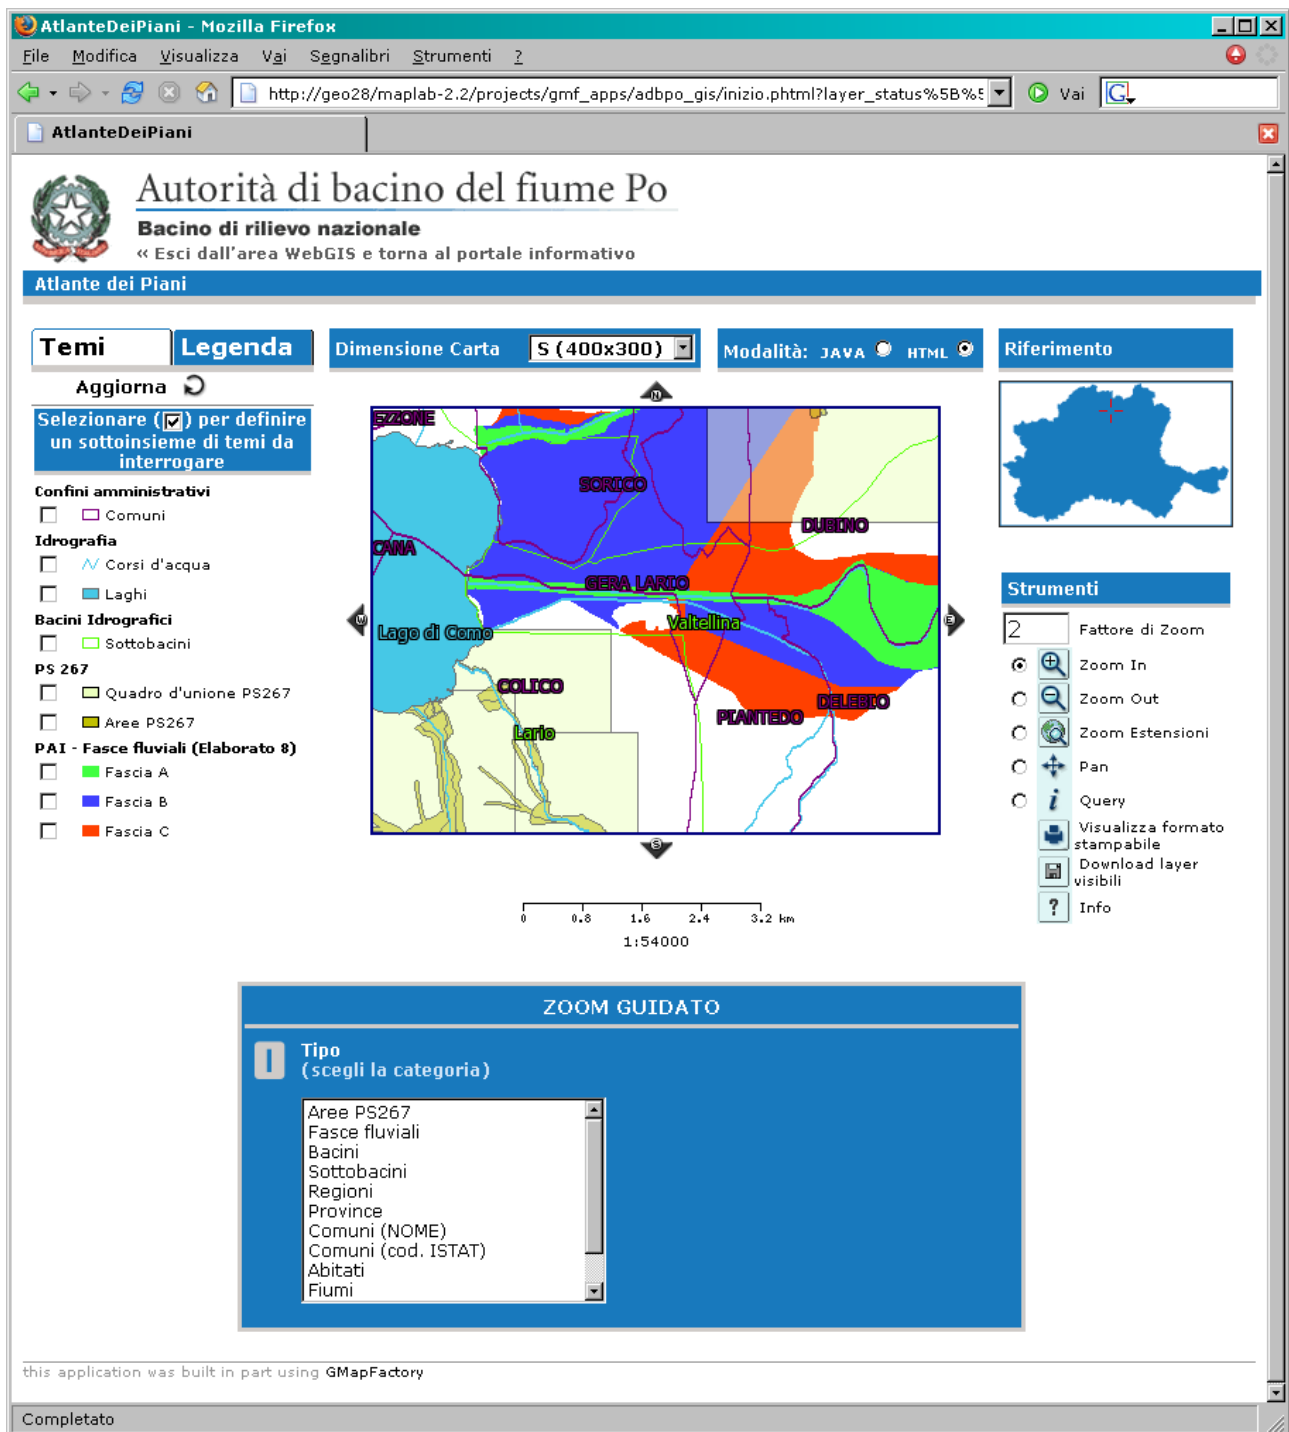 AtlanteDeiPiani - Mozilla Firefox
File Modifica Visualizza Vai Segnalibri Strumenti ?
http://geo28/maplab-2.2/projects/gmf_apps/adbpo_gis/inizio.phtml?layer_status%5B%5 Vai G
AtlanteDeiPiani
Autorità di bacino del fiume Po
Bacino di rilievo nazionale
« Esci dall'area WebGIS e torna al portale informativo
Atlante dei Piani
Temi Legenda
Aggiorna
Selezionare ( ) per definire
un sottoinsieme di temi da
interrogare
Confini amministrativi
Comuni
Idrografia
Corsi d'acqua
Laghi
Bacini Idrografici
Sottobacini
PS 267
Quadro d'unione PS267
Aree PS267
PAI - Fasce fluviali (Elaborato 8)
Fascia A
Fascia B
Fascia C
Dimensione Carta S (400x300)
Modalità: JAVA HTML
N
EZZONE
SORICO
DUBINO
CANA
GERA LARIO
W
E
Valtellina
Lago di Como
COLICO
DELEBIO
PIANTEDO
Lario
S
0 0.8 1.6 2.4 3.2 km
1:54000
Riferimento
Strumenti
2 Fattore di Zoom
Zoom In
Zoom Out
Zoom Estensioni
Pan
i Query
Visualizza formato
stampabile
Download layer
visibili
? Info
ZOOM GUIDATO
I Tipo
(scegli la categoria)
Aree PS267
Fasce fluviali
Bacini
Sottobacini
Regioni
Province
Comuni (NOME)
Comuni (cod. ISTAT)
Abitati
Fiumi
this application was built in part using GMapFactory
Completato